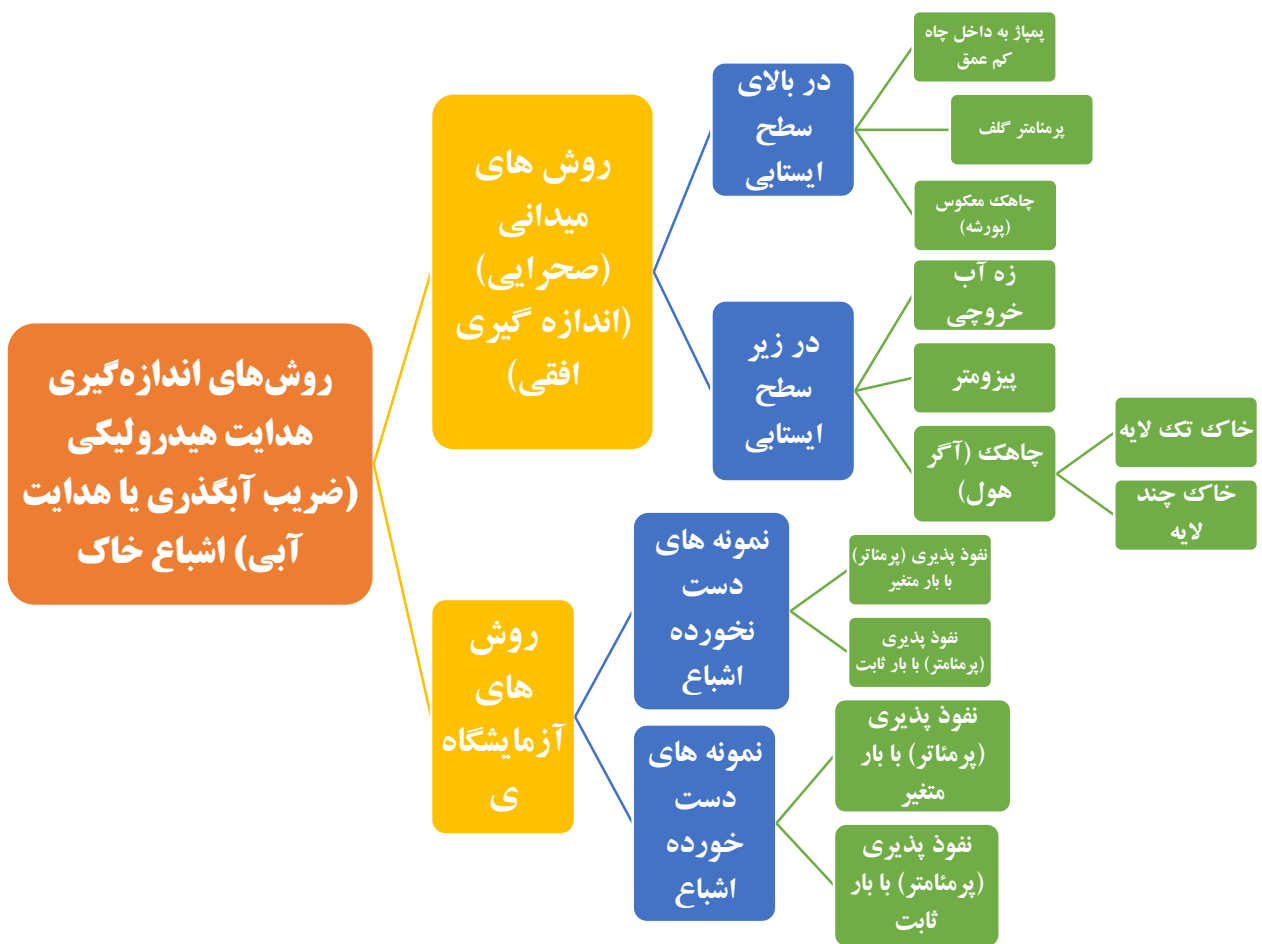 روش‌های اندازه‌گیری
هدایت هیدرولیکی
(ضریب آبگذری یا هدایت
آبی) اشباع خاک
روش های
میدانی
(صحرایی)
(اندازه گیری
افقی)
در بالای
سطح
ایستابی
پمپاژ به داخل چاه
کم عمق
پرمئامتر گلف
چاهک معکوس
(پورشه)
در زیر
سطح
ایستابی
زه آب
خروچی
پیزومتر
چاهک (آگر
هول)
خاک تک لایه
خاک چند
لایه
روش
های
آزمایشگاه
ی
نمونه های
دست
نخورده
اشباع
نفوذ پذیری (پرمئاتر)
با بار متغیر
نفوذ پذیری
(پرمئامتر) با بار ثابت
نمونه های
دست
خورده
اشباع
نفوذ پذیری
(پرمئاتر) با بار
متغیر
نفوذ پذیری
(پرمئامتر) با بار
ثابت